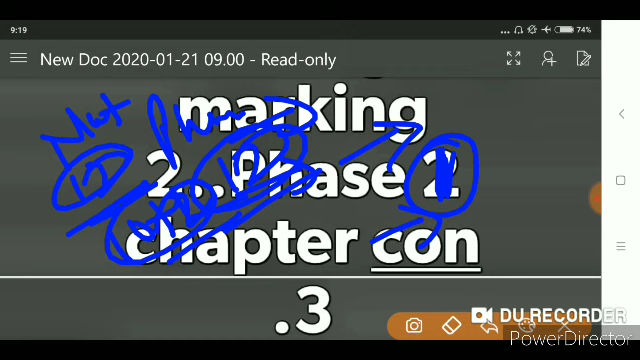 9:19
74%
New Doc 2020-01-21 09.00 - Read-only
marking
2...Phase 2
chapter con
.3
DU RECORDER
PowerDirector